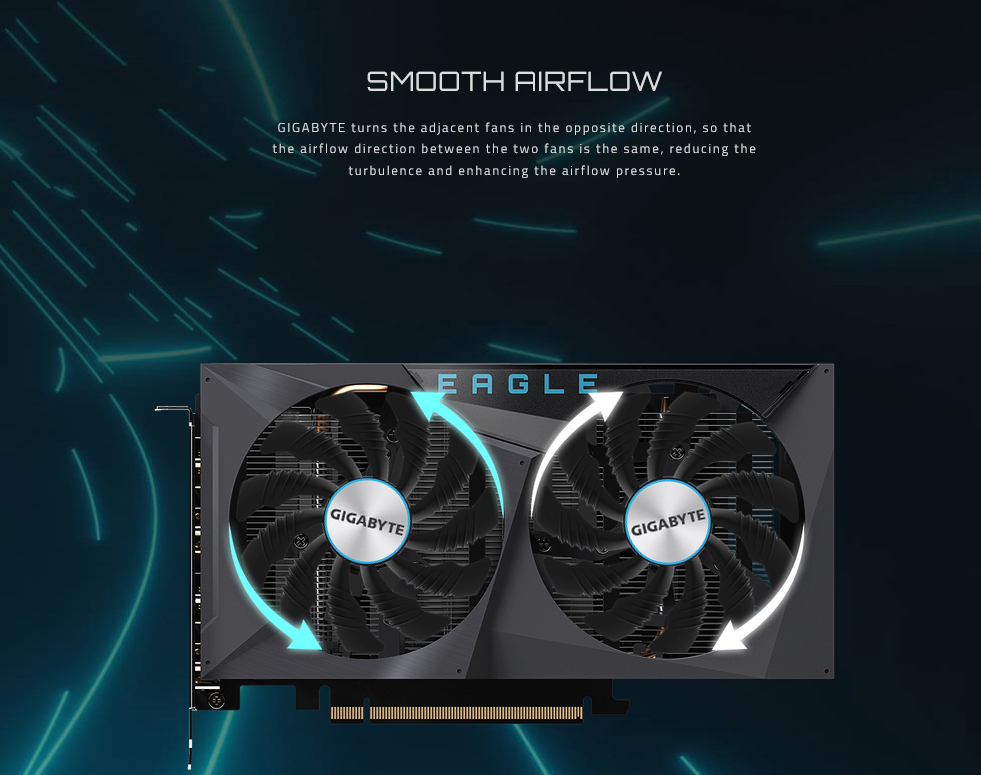 SMOOTH AIRFLOW
GIGABYTE turns the adjacent fans in the opposite direction, so that
the airflow direction between the two fans is the same, reducing the
turbulence and enhancing the airflow pressure.
EAGLE
GIGABYTE
GIGABYTE